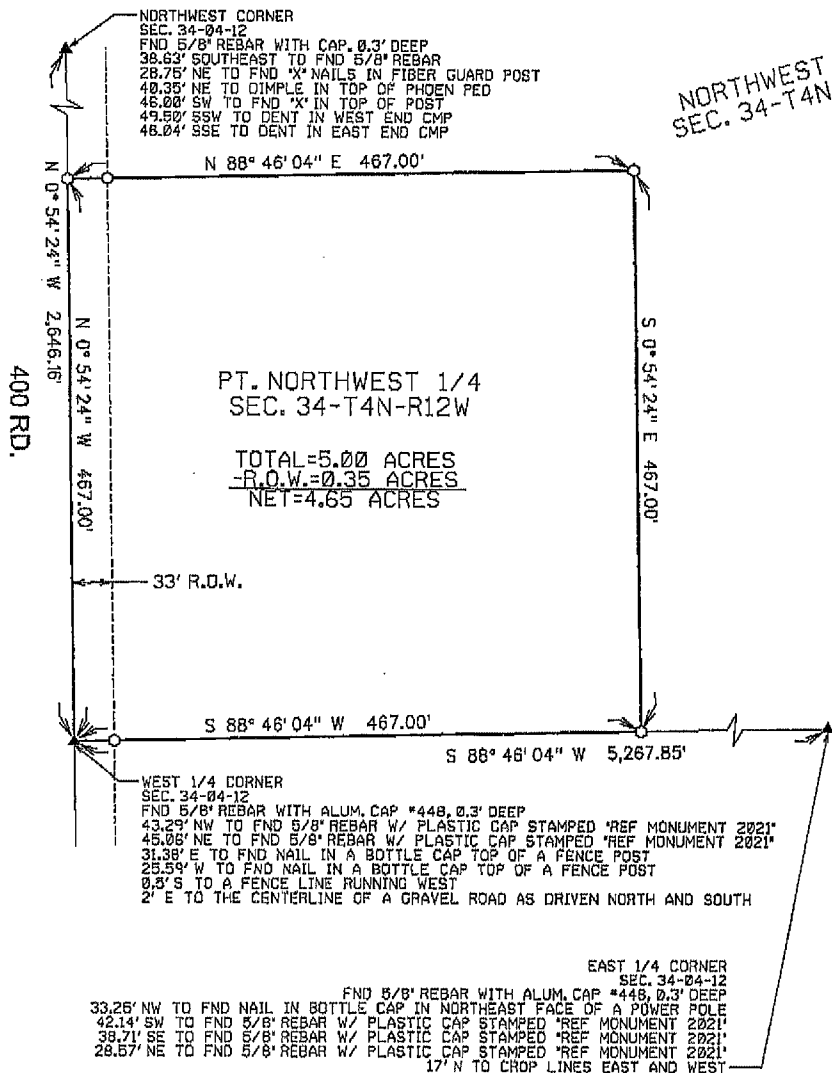 NORTHWEST CORNER
SEC. 34-04-12
FND 5/8" REBAR WITH CAP. 0.3' DEEP
38.63' SOUTHEAST TO FND 5/8" REBAR
28.75' NE TO FND "X" NAILS IN FIBER GUARD POST
40.35' NE TO DIMPLE IN TOP OF PHOEN PED
46.00' SW TO FND "X" IN TOP OF POST
49.50' SSW TO DENT IN WEST END CMP
46.04' SSE TO DENT IN EAST END CMP
NORTHWEST
SEC. 34-T4N
N 88° 46' 04" E 467.00'
N 0° 54' 24" W 2,646.16'
N 0° 54' 24" W 467.00'
400 RD.
S 0° 54' 24" E 467.00'
PT. NORTHWEST 1/4
SEC. 34-T4N-R12W
TOTAL=5.00 ACRES
-R.O.W.=0.35 ACRES
NET=4.65 ACRES
33' R.O.W.
S 88° 46' 04" W 467.00'
S 88° 46' 04" W 5,267.85'
WEST 1/4 CORNER
SEC. 34-04-12
FND 5/8" REBAR WITH ALUM. CAP #448, 0.3' DEEP
43.29' NW TO FND 5/8" REBAR W/ PLASTIC CAP STAMPED "REF MONUMENT 2021"
45.06' NE TO FND 5/8" REBAR W/ PLASTIC CAP STAMPED "REF MONUMENT 2021"
31.38' E TO FND NAIL IN A BOTTLE CAP TOP OF A FENCE POST
25.59' W TO FND NAIL IN A BOTTLE CAP TOP OF A FENCE POST
0.5' S TO A FENCE LINE RUNNING WEST
2' E TO THE CENTERLINE OF A GRAVEL ROAD AS DRIVEN NORTH AND SOUTH
EAST 1/4 CORNER
SEC. 34-04-12
FND 5/8" REBAR WITH ALUM. CAP #448, 0.3' DEEP
33.25' NW TO FND NAIL IN BOTTLE CAP IN NORTHEAST FACE OF A POWER POLE
42.14' SW TO FND 5/8" REBAR W/ PLASTIC CAP STAMPED "REF MONUMENT 2021"
38.71' SE TO FND 5/8" REBAR W/ PLASTIC CAP STAMPED "REF MONUMENT 2021"
28.57' NE TO FND 5/8" REBAR W/ PLASTIC CAP STAMPED "REF MONUMENT 2021"
17' N TO CROP LINES EAST AND WEST